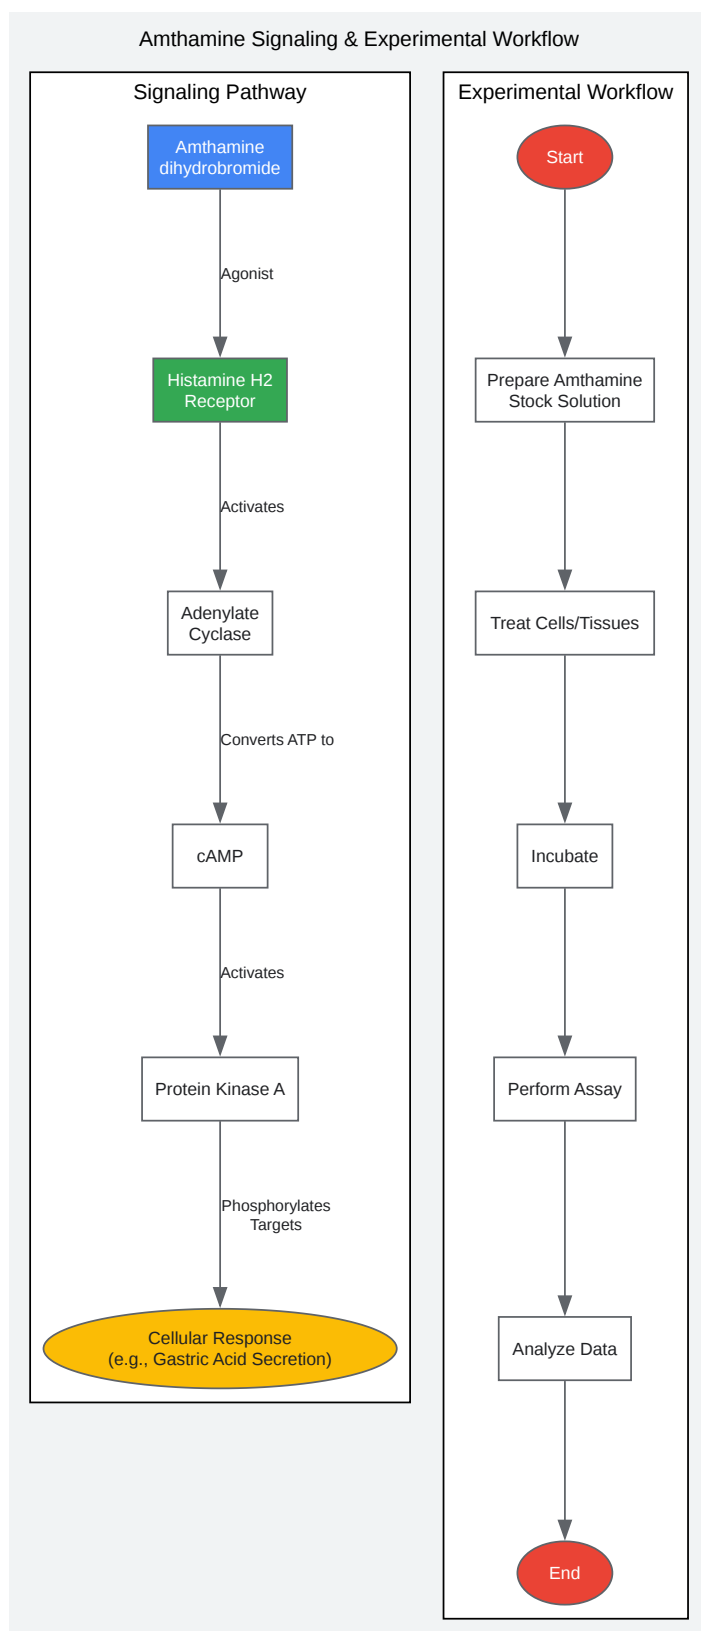 Amthamine Signaling & Experimental Workflow
Signaling Pathway
Amthamine
dihydrobromide
Agonist
Histamine H2
Receptor
Activates
Adenylate
Cyclase
Converts ATP to
cAMP
Activates
Protein Kinase A
Phosphorylates
Targets
Cellular Response
(e.g., Gastric Acid Secretion)
Experimental Workflow
Start
Prepare Amthamine
Stock Solution
Treat Cells/Tissues
Incubate
Perform Assay
Analyze Data
End